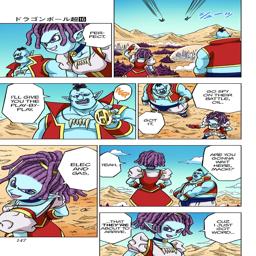 ドラゴンボール超16
PER-
FECT.
I'LL GIVE
YOU THE
PLAY-BY-
PLAY.
GO SPY
ON THEIR
BATTLE,
OIL.
GOT
IT.
ELEC
AND
GAS,
YEAH.
ARE YOU
GONNA
WAIT
HERE,
MAKI?
THAT
THEY'RE
ABOUT TO
ARRIVE.
CUZ
I JUST
GOT
WORD...
147